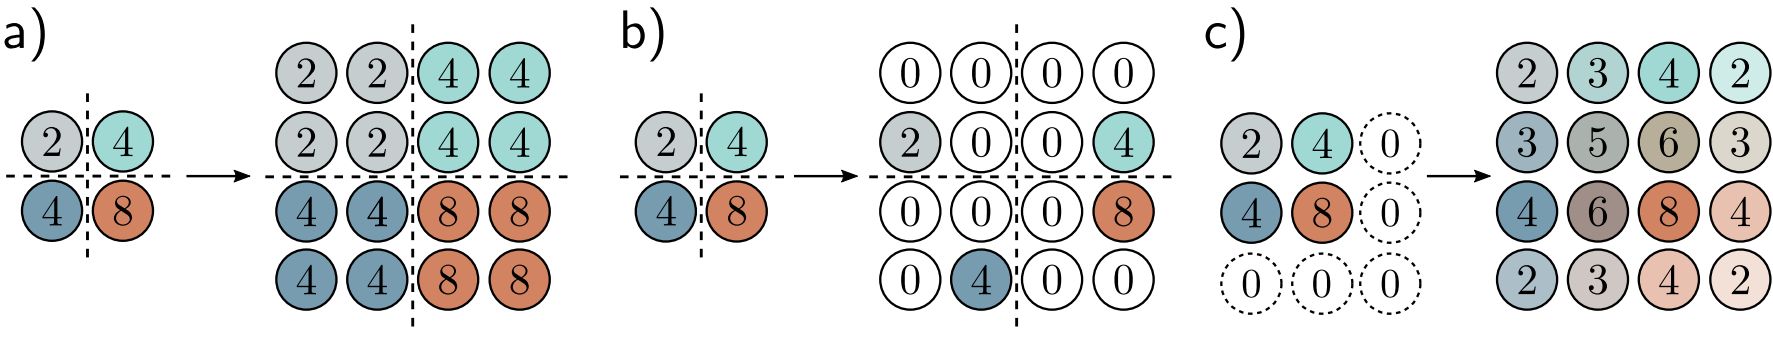 a)
2 4
4 8
2 2 4 4
2 2 4 4
4 4 8 8
4 4 8 8
b)
2 4
4 8
0 0 0 0
2 0 0 4
0 0 0 8
0 4 0 0
c)
2 4 0
4 8 0
0 0 0
2 3 4 2
3 5 6 3
4 6 8 4
2 3 4 2